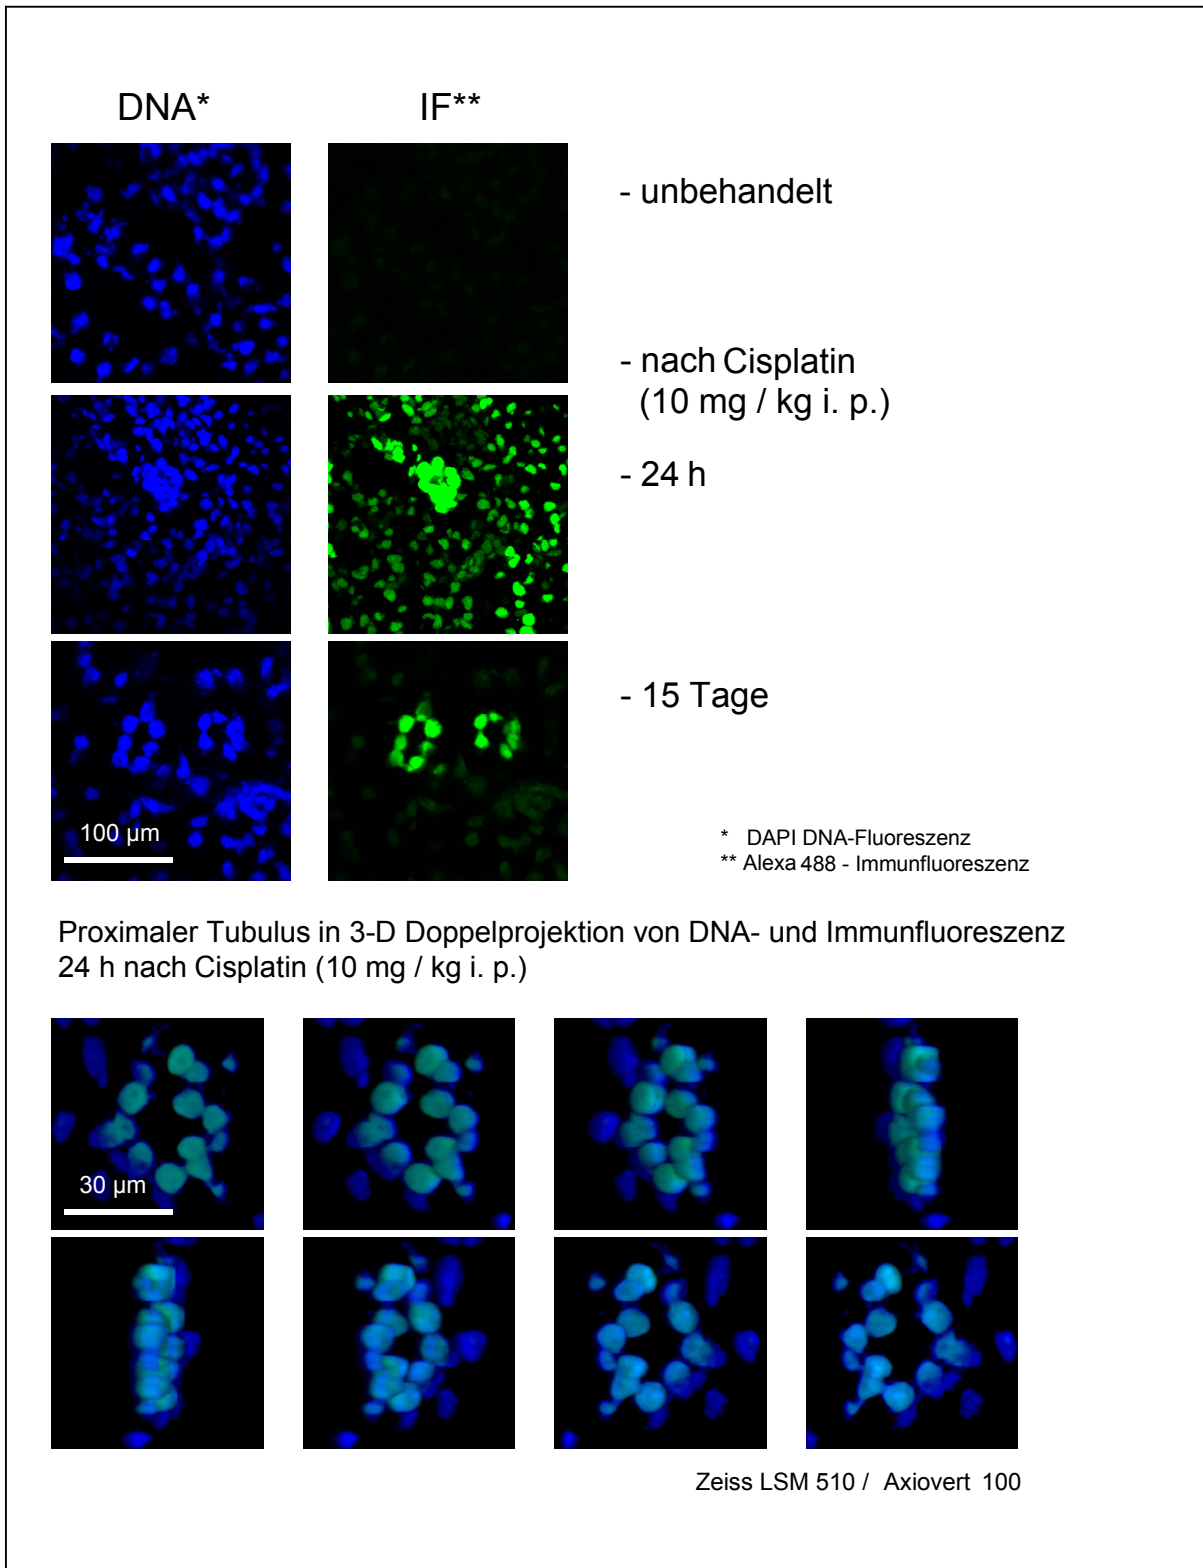 DNA*
IF**
- unbehandelt
- nach Cisplatin
(10 mg / kg i. p.)
- 24 h
- 15 Tage
100 µm
* DAPI DNA-Fluoreszenz
** Alexa 488 - Immunfluoreszenz
Proximaler Tubulus in 3-D Doppelprojektion von DNA- und Immunfluoreszenz
24 h nach Cisplatin (10 mg / kg i. p.)
30 µm
Zeiss LSM 510 / Axiovert 100